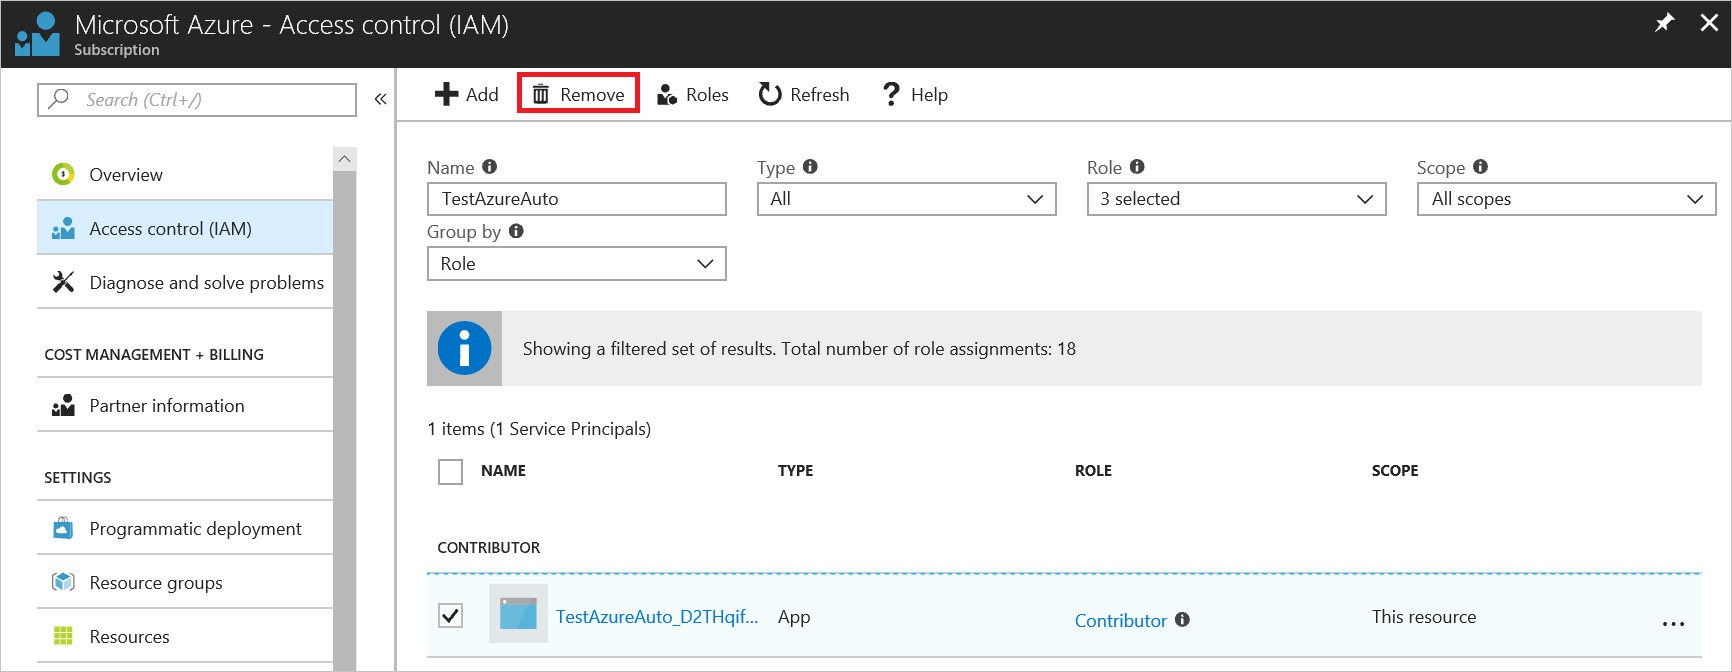 Microsoft Azure - Access control (IAM)
Subscription
Search (Ctrl+/)
Overview
Access control (IAM)
Diagnose and solve problems
COST MANAGEMENT + BILLING
Partner information
SETTINGS
Programmatic deployment
Resource groups
Resources
Add Remove Roles Refresh Help
Name Type Role Scope
TestAzureAuto All 3 selected All scopes
Group by
Role
Showing a filtered set of results. Total number of role assignments: 18
1 items (1 Service Principals)
NAME TYPE ROLE SCOPE
CONTRIBUTOR
TestAzureAuto_D2THqif... App Contributor This resource ...